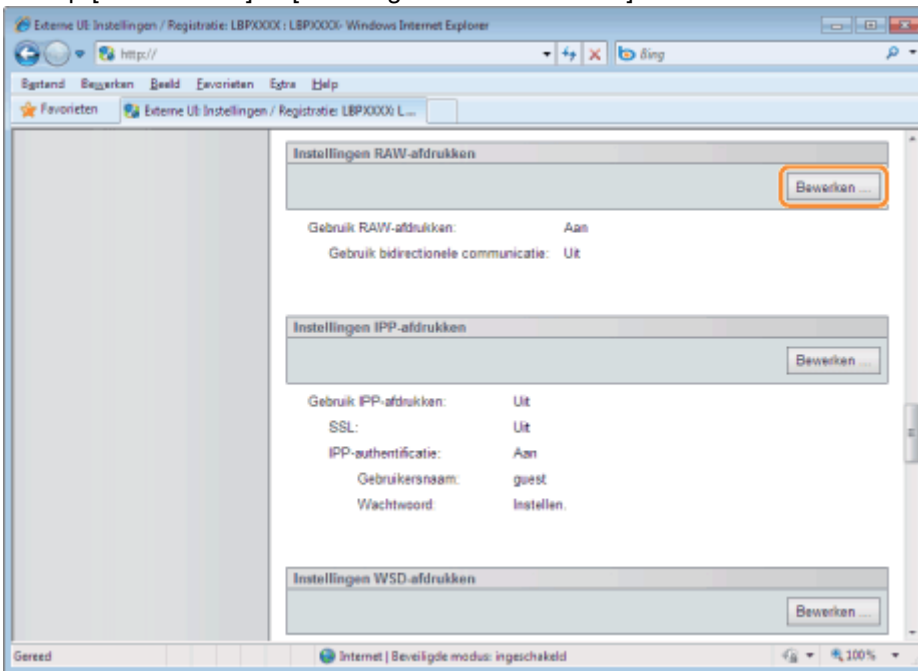 Externe UI: Instellingen / Registratie: LBPXXXX : LBPXXXX- Windows Internet Explorer
http://
Bing
Bestand Bewerken Beeld Favorieten Extra Help
Favorieten
Externe UI: Instellingen / Registratie: LBPXXXX: L...
Instellingen RAW-afdrukken
Bewerken ...
Gebruik RAW-afdrukken: Aan
Gebruik bidirectionele communicatie: Uit
Instellingen IPP-afdrukken
Bewerken ...
Gebruik IPP-afdrukken: Uit
SSL: Uit
IPP-authentificatie: Aan
Gebruikersnaam: guest
Wachtwoord: Instellen.
Instellingen WSD-afdrukken
Bewerken ...
Gereed
Internet | Beveiligde modus: ingeschakeld
100%